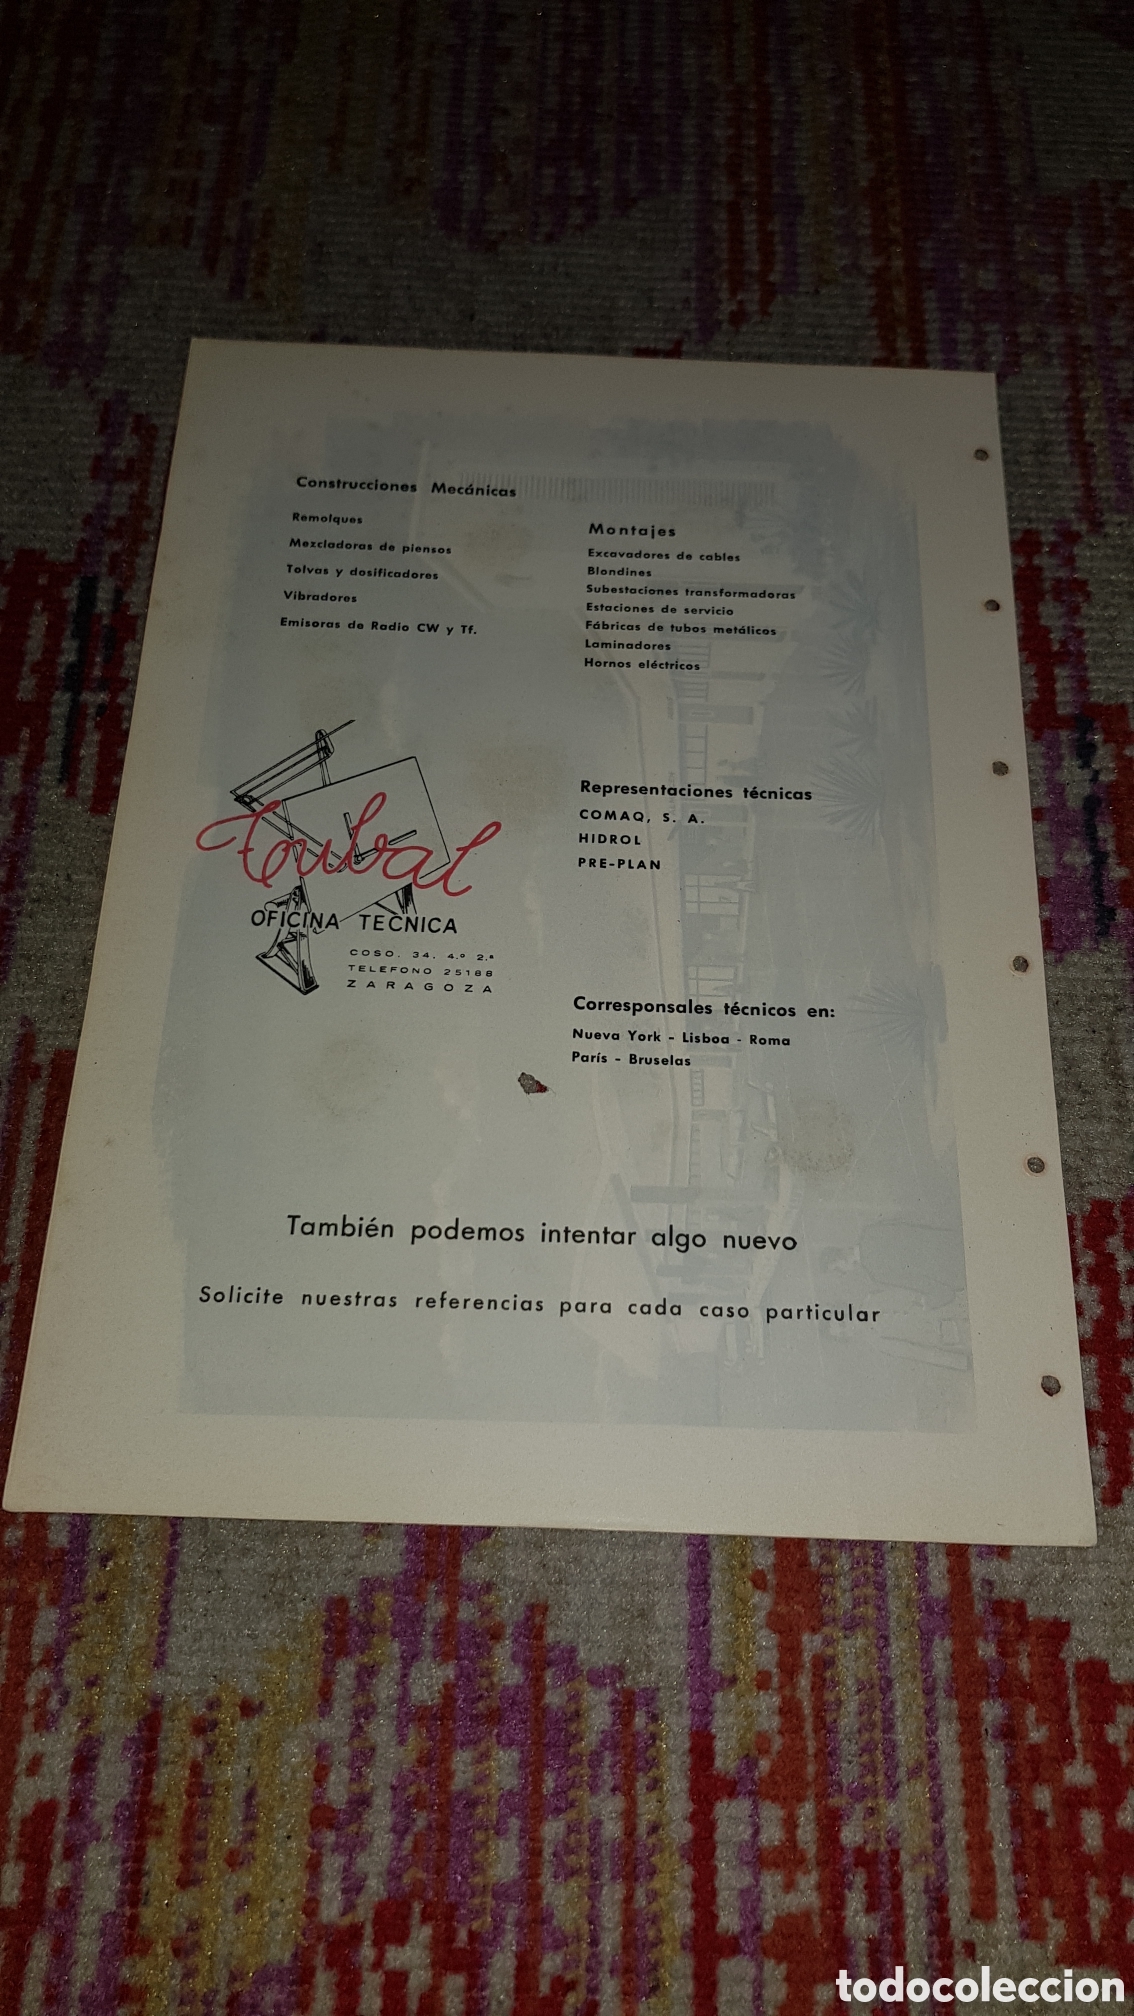 Construcciones Mecánicas
Remolques
Mezcladoras de piensos
Tolvas y dosificadores
Vibradores
Emisoras de Radio CW y Tf.
Montajes
Excavadores de cables
Blondines
Subestaciones transformadoras
Estaciones de servicio
Fábricas de tubos metálicos
Laminadores
Hornos eléctricos
Tubal
OFICINA TECNICA
COSO, 34, 4.º 2.ª
TELEFONO 25188
ZARAGOZA
Representaciones técnicas
COMAQ, S. A.
HIDROL
PRE-PLAN
Corresponsales técnicos en:
Nueva York - Lisboa - Roma
París - Bruselas
También podemos intentar algo nuevo
Solicite nuestras referencias para cada caso particular
todocoleccion